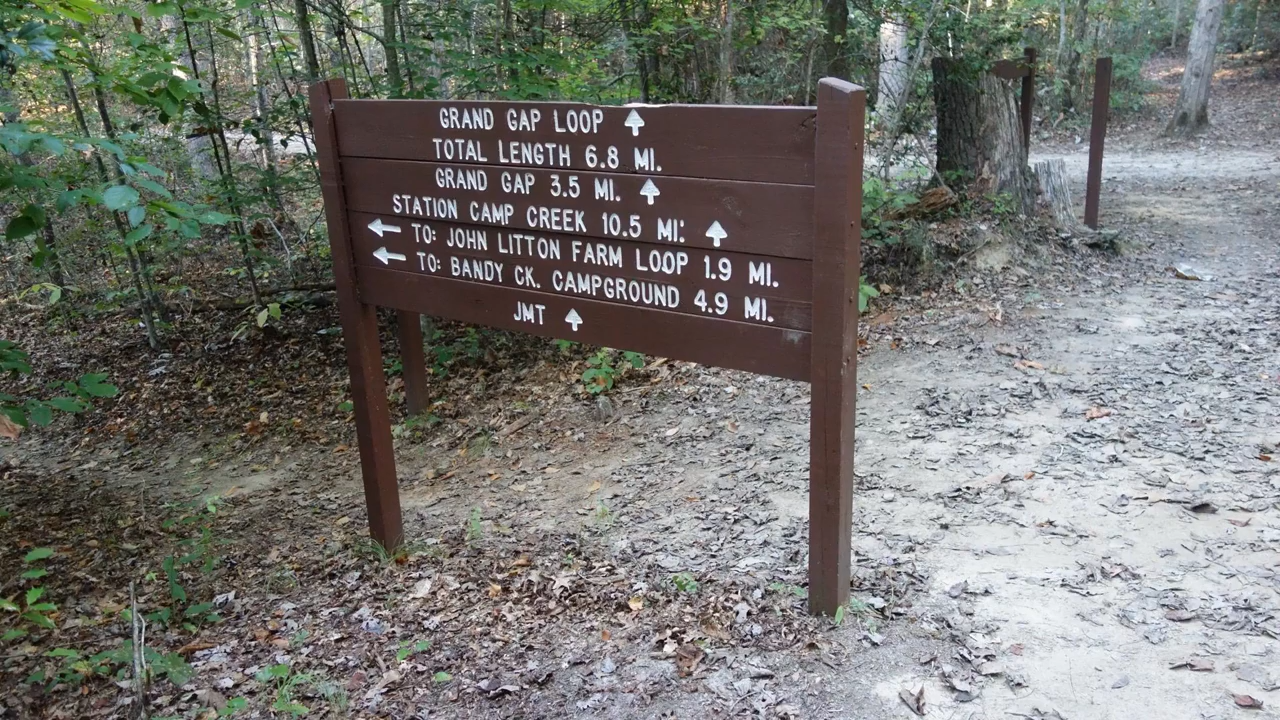 GRAND GAP LOOP
TOTAL LENGTH 6.8 MI.
GRAND GAP 3.5 MI.
STATION CAMP CREEK 10.5 MI.
TO: JOHN LITTON FARM LOOP 1.9 MI.
TO: BANDY CK. CAMPGROUND 4.9 MI.
JMT